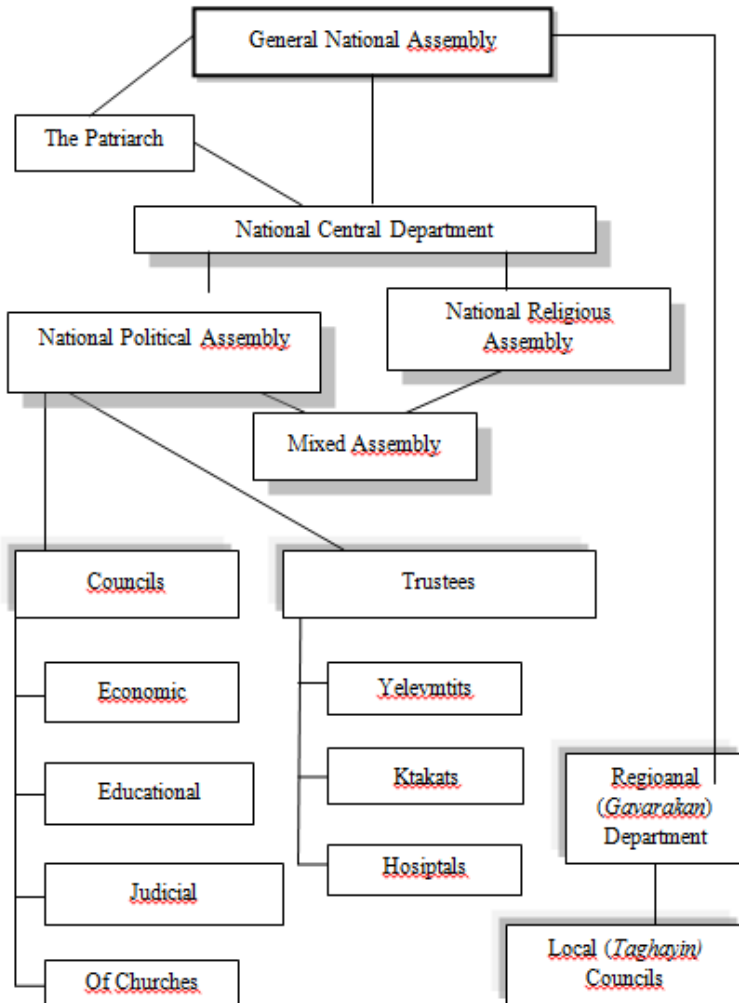 General National Assembly
The Patriarch
National Central Department
National Political Assembly
National Religious
Assembly
Mixed Assembly
Councils
Trustees
Economic
Yelevmtits
Educational
Ktakats
Regioanal
(Gavarakan)
Department
Judicial
Hosiptals
Of Churches
Local (Taghayin)
Councils